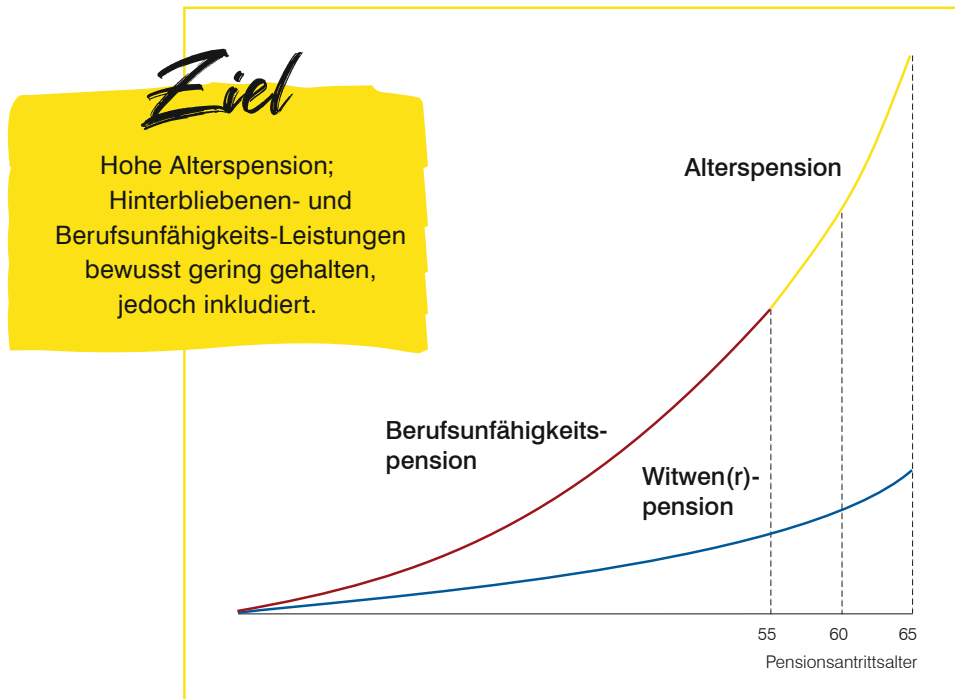 Ziel
Hohe Alterspension;
Hinterbliebenen- und
Berufsunfähigkeits-Leistungen
bewusst gering gehalten,
jedoch inkludiert.
Alterspension
Berufsunfähigkeits-
pension
Witwen(r)-
pension
55 60 65
Pensionsantrittsalter